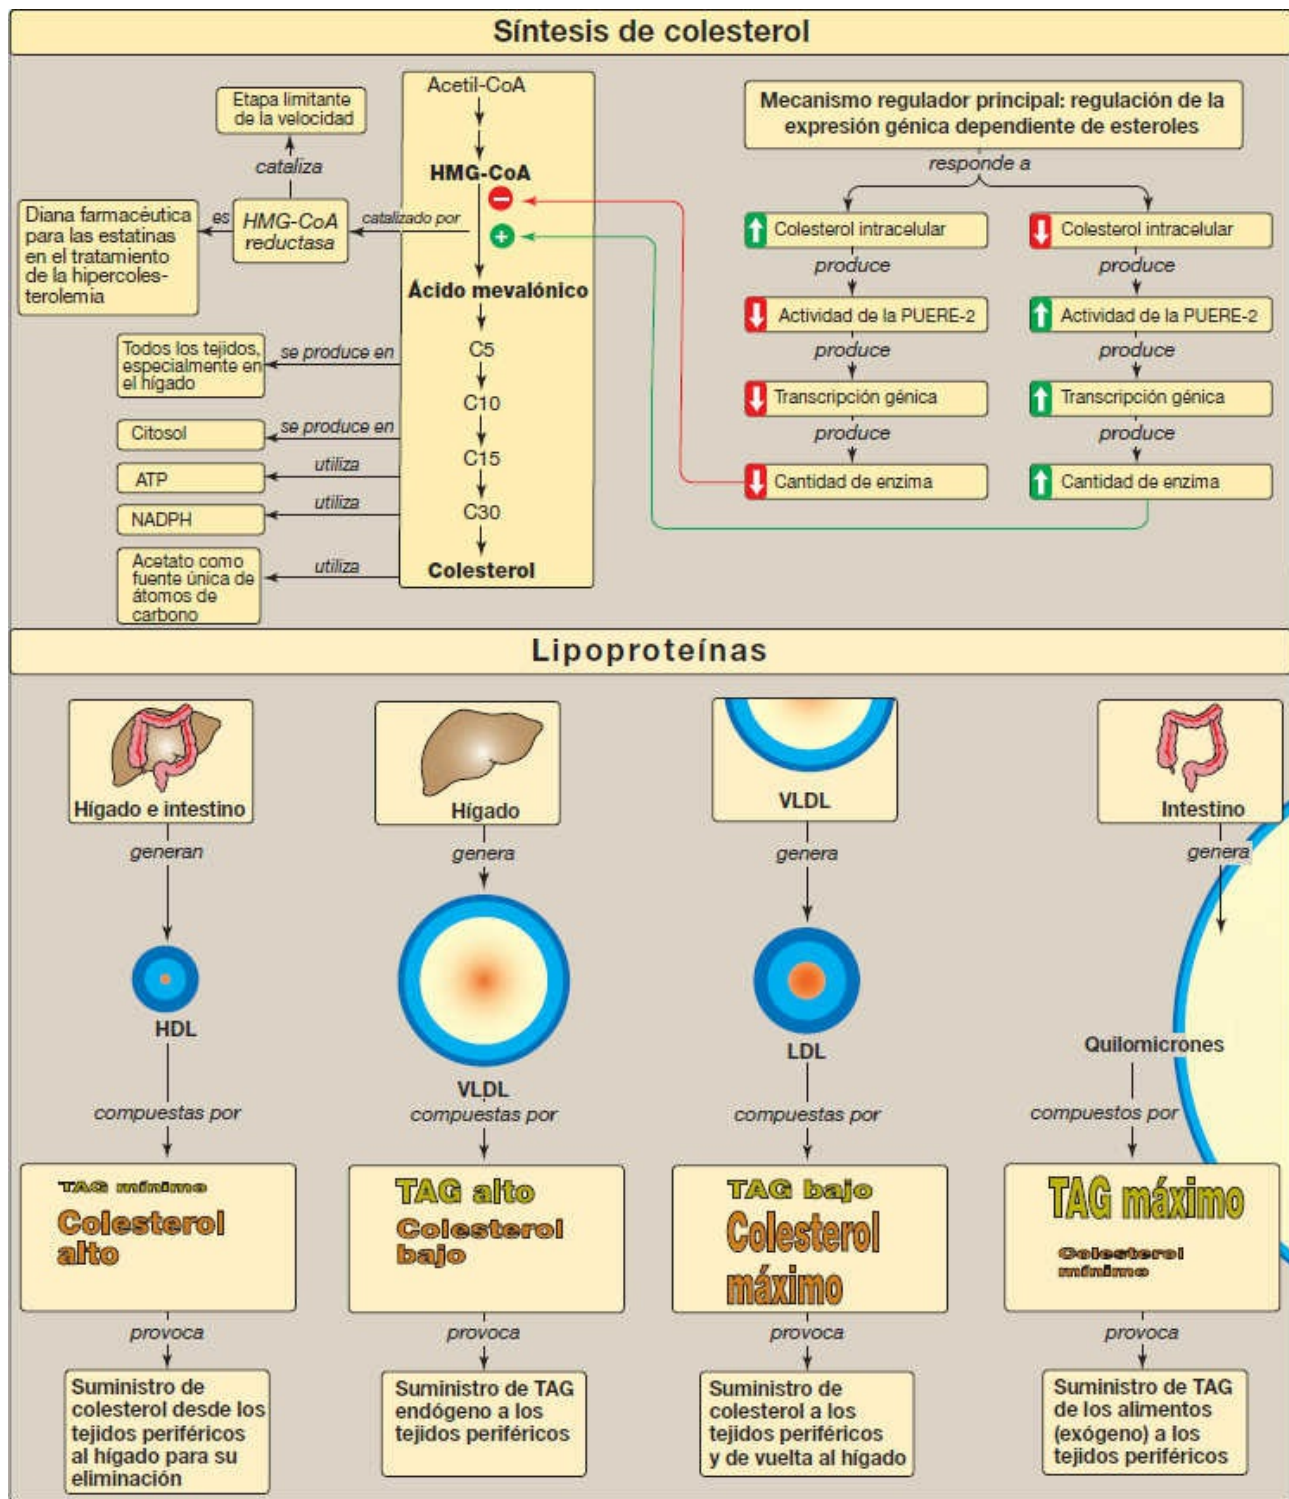 Síntesis de colesterol
Etapa limitante
de la velocidad
cataliza
Diana farmacéutica
para las estatinas
en el tratamiento
de la hipercoles-
terolemia
es
HMG-CoA
reductasa
catalizado por
Acetil-CoA
HMG-CoA
Ácido mevalónico
C5
C10
C15
C30
Colesterol
Todos los tejidos,
especialmente en
el hígado
se produce en
Citosol
se produce en
ATP
utiliza
NADPH
utiliza
Acetato como
fuente única de
átomos de
carbono
utiliza
Mecanismo regulador principal: regulación de la
expresión génica dependiente de esteroles
responde a
Colesterol intracelular
produce
Actividad de la PUERE-2
produce
Transcripción génica
produce
Cantidad de enzima
Colesterol intracelular
produce
Actividad de la PUERE-2
produce
Transcripción génica
produce
Cantidad de enzima
Lipoproteínas
Hígado e intestino
generan
HDL
compuestas por
TAG mínimo
Colesterol
alto
provoca
Suministro de
colesterol desde los
tejidos periféricos
al hígado para su
eliminación
Hígado
genera
VLDL
compuestas por
TAG alto
Colesterol
bajo
provoca
Suministro de TAG
endógeno a los
tejidos periféricos
VLDL
genera
LDL
compuestas por
TAG bajo
Colesterol
máximo
provoca
Suministro de
colesterol a los
tejidos periféricos
y de vuelta al hígado
Intestino
genera
Quilomicrones
compuestos por
TAG máximo
Colesterol
mínimo
provoca
Suministro de TAG
de los alimentos
(exógeno) a los
tejidos periféricos